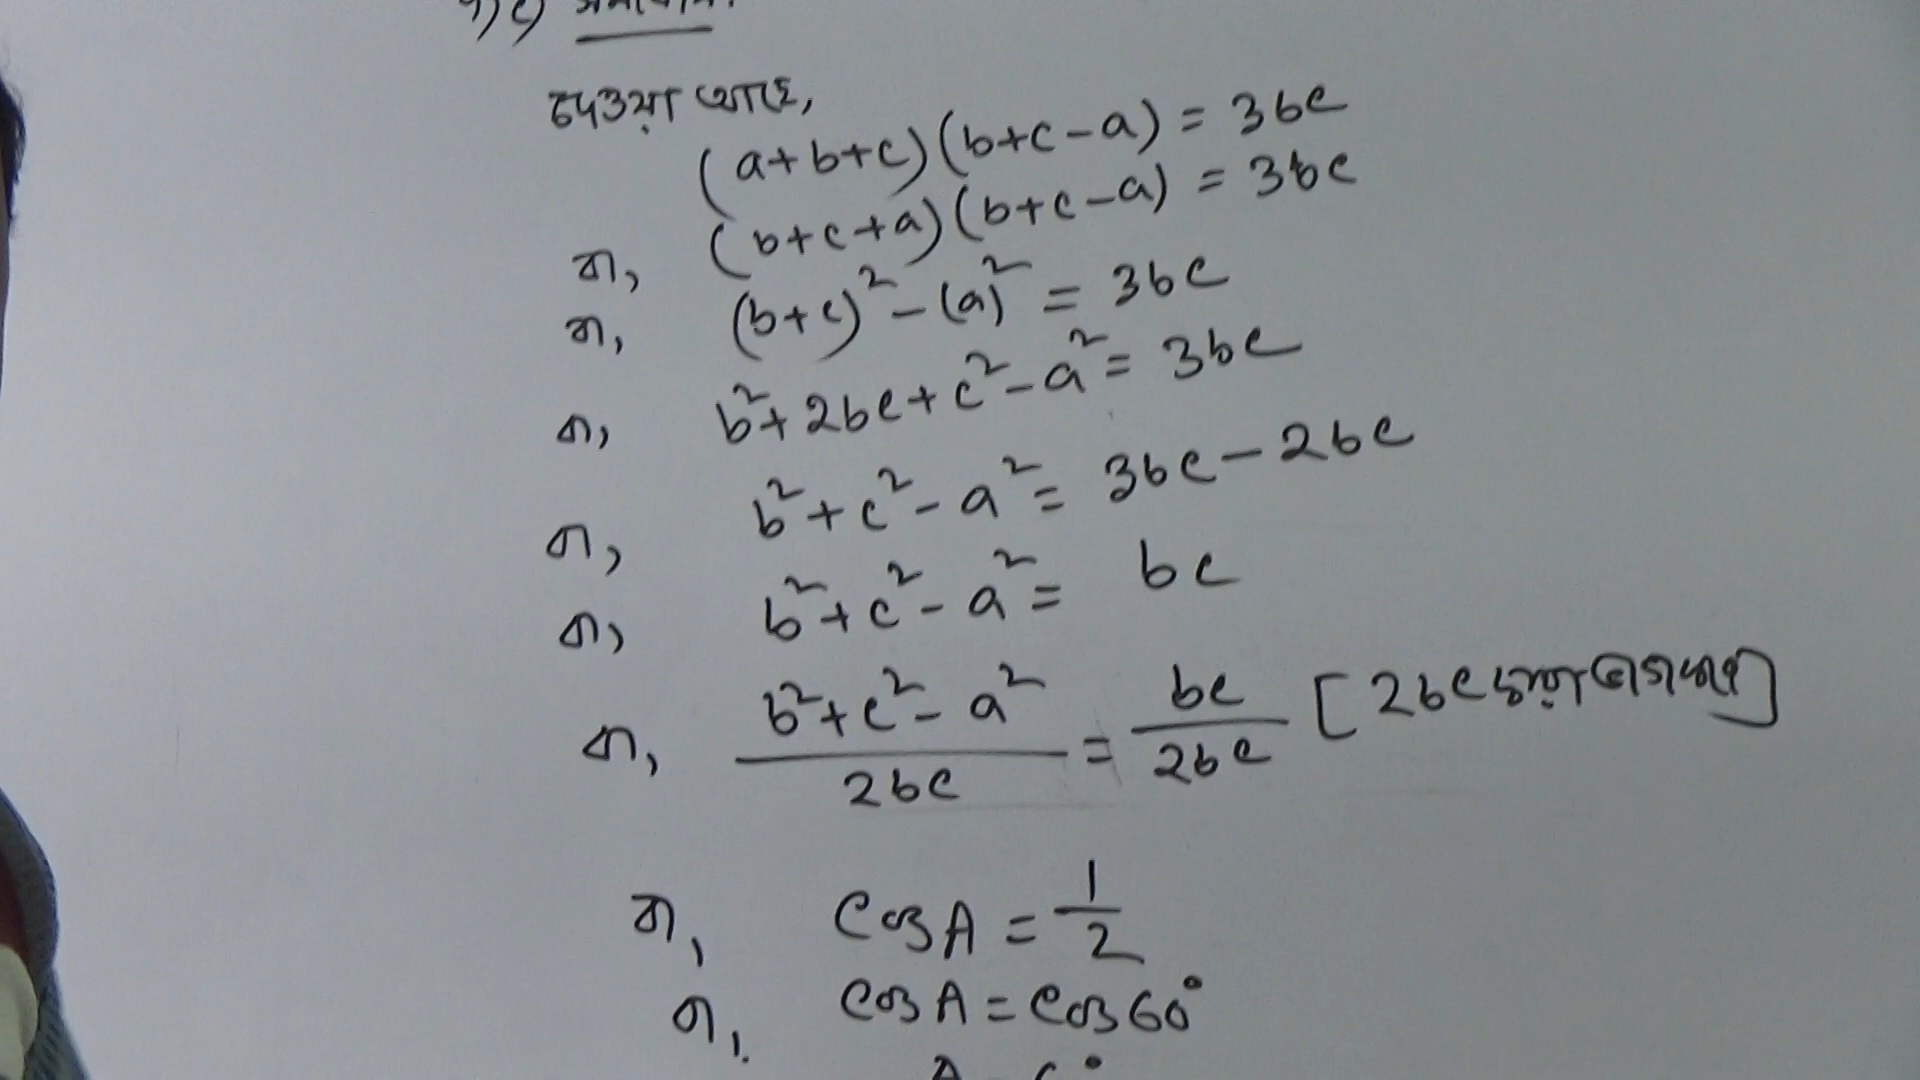 দেওয়া আছে,
(a+b+c)(b+c-a) = 3bc
বা, (b+c+a)(b+c-a) = 3bc
বা, (b+c)² - (a)² = 3bc
বা, b²+2bc+c²-a² = 3bc
বা, b²+c²-a² = 3bc-2bc
বা, b²+c²-a² = bc
বা, (b²+c²-a²)/2bc = bc/2bc [2bc দ্বারা ভাগ করে]
বা, cosA = 1/2
বা, cosA = cos60°